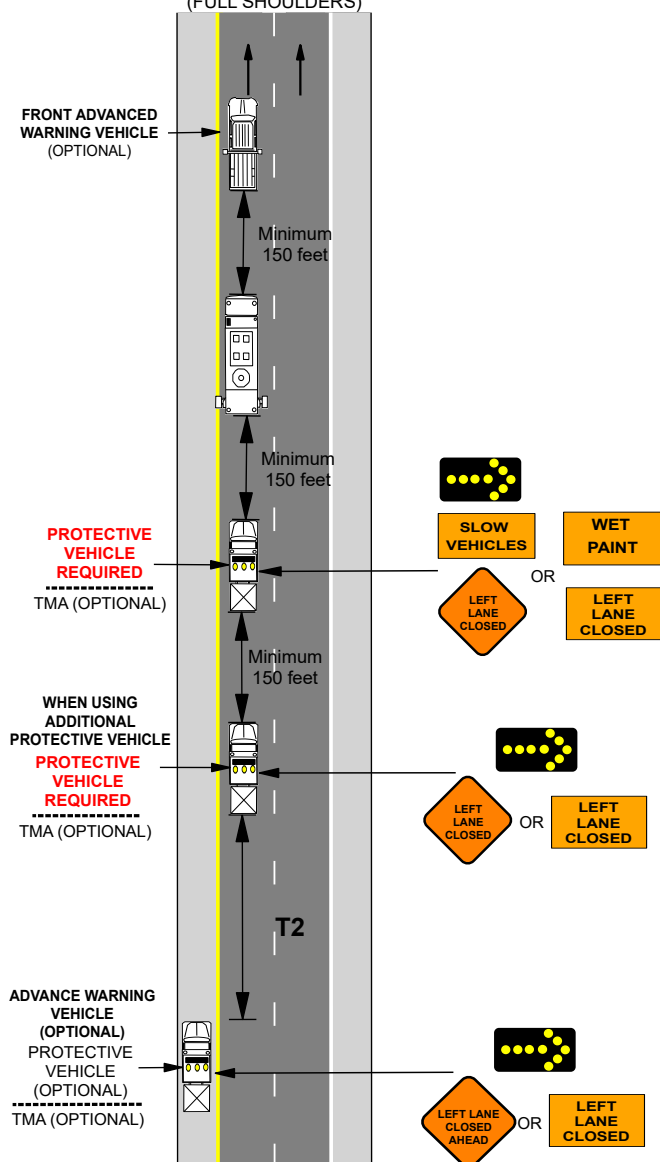 (FULL SHOULDERS)
FRONT ADVANCED
WARNING VEHICLE
(OPTIONAL)
Minimum
150 feet
Minimum
150 feet
PROTECTIVE
VEHICLE
REQUIRED
TMA (OPTIONAL)
SLOW
VEHICLES
WET
PAINT
OR
LEFT
LANE
CLOSED
LEFT
LANE
CLOSED
Minimum
150 feet
WHEN USING
ADDITIONAL
PROTECTIVE VEHICLE
PROTECTIVE
VEHICLE
REQUIRED
TMA (OPTIONAL)
LEFT
LANE
CLOSED
OR
LEFT
LANE
CLOSED
T2
ADVANCE WARNING
VEHICLE
(OPTIONAL)
PROTECTIVE
VEHICLE
(OPTIONAL)
TMA (OPTIONAL)
LEFT LANE
CLOSED
AHEAD
OR
LEFT
LANE
CLOSED